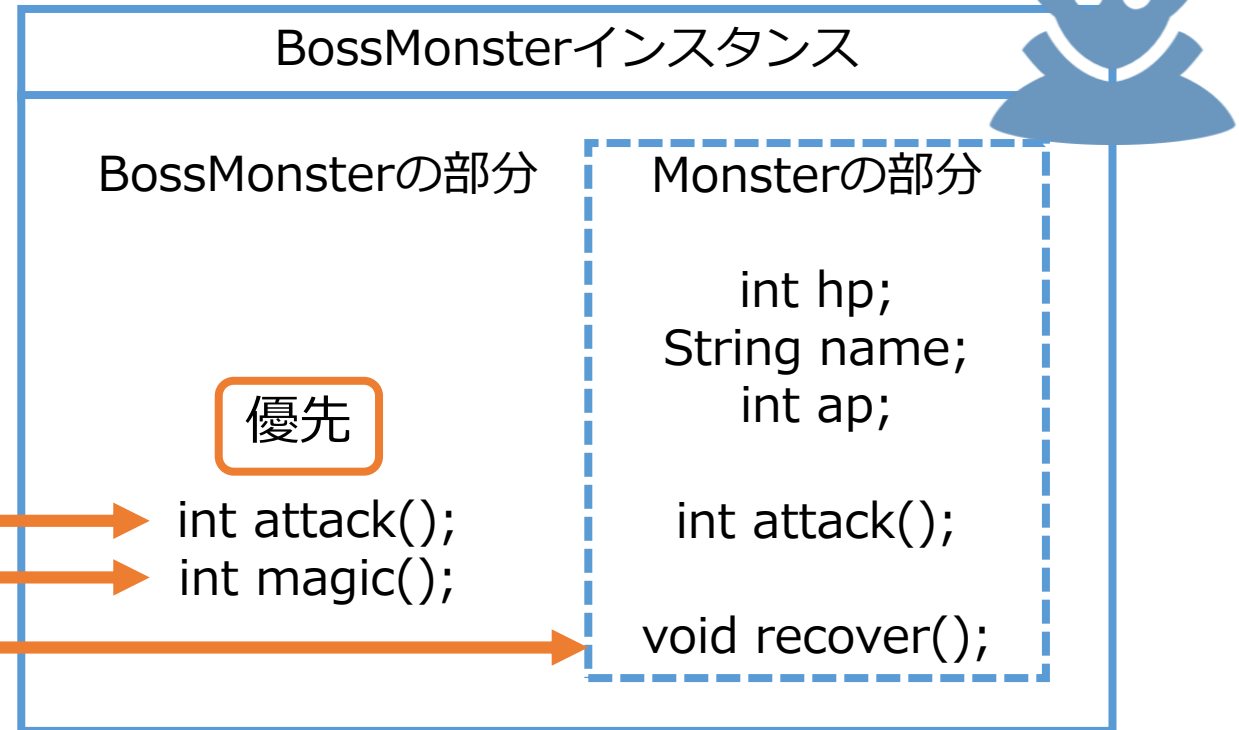 BossMonsterインスタンス
BossMonsterの部分
優先
int attack();
int magic();
Monsterの部分
int hp;
String name;
int ap;
int attack();
void recover();